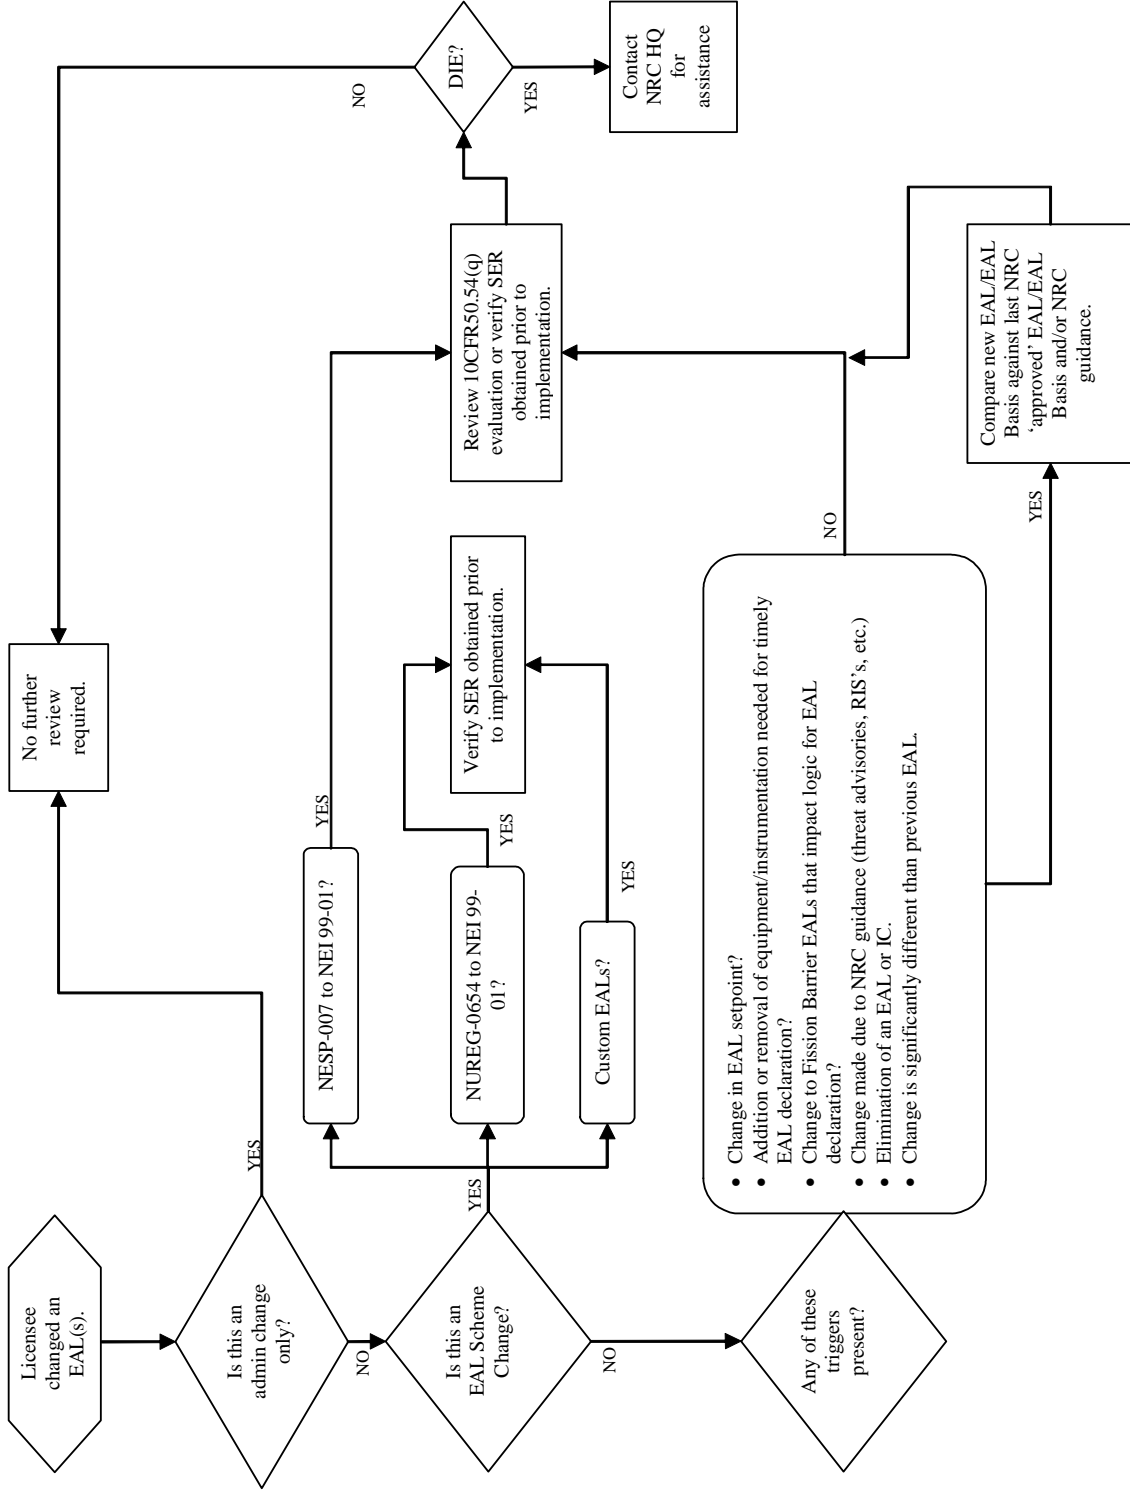 Licensee
changed an
EAL(s).
Is this an
admin change
only?
YES
No further
review
required.
NO
Is this an
EAL Scheme
Change?
YES
NESP-007 to NEI 99-01?
YES
NUREG-0654 to NEI 99-
01?
YES
Custom EALs?
YES
Verify SER obtained prior
to implementation.
Review 10CFR50.54(q)
evaluation or verify SER
obtained prior to
implementation.
DIE?
NO
YES
Contact
NRC HQ
for
assistance
NO
Any of these
triggers
present?
• Change in EAL setpoint?
• Addition or removal of equipment/instrumentation needed for timely
EAL declaration?
• Change to Fission Barrier EALs that impact logic for EAL
declaration?
• Change made due to NRC guidance (threat advisories, RIS's, etc.)
• Elimination of an EAL or IC.
• Change is significantly different than previous EAL.
NO
YES
Compare new EAL/EAL
Basis against last NRC
‘approved’ EAL/EAL
Basis and/or NRC
guidance.